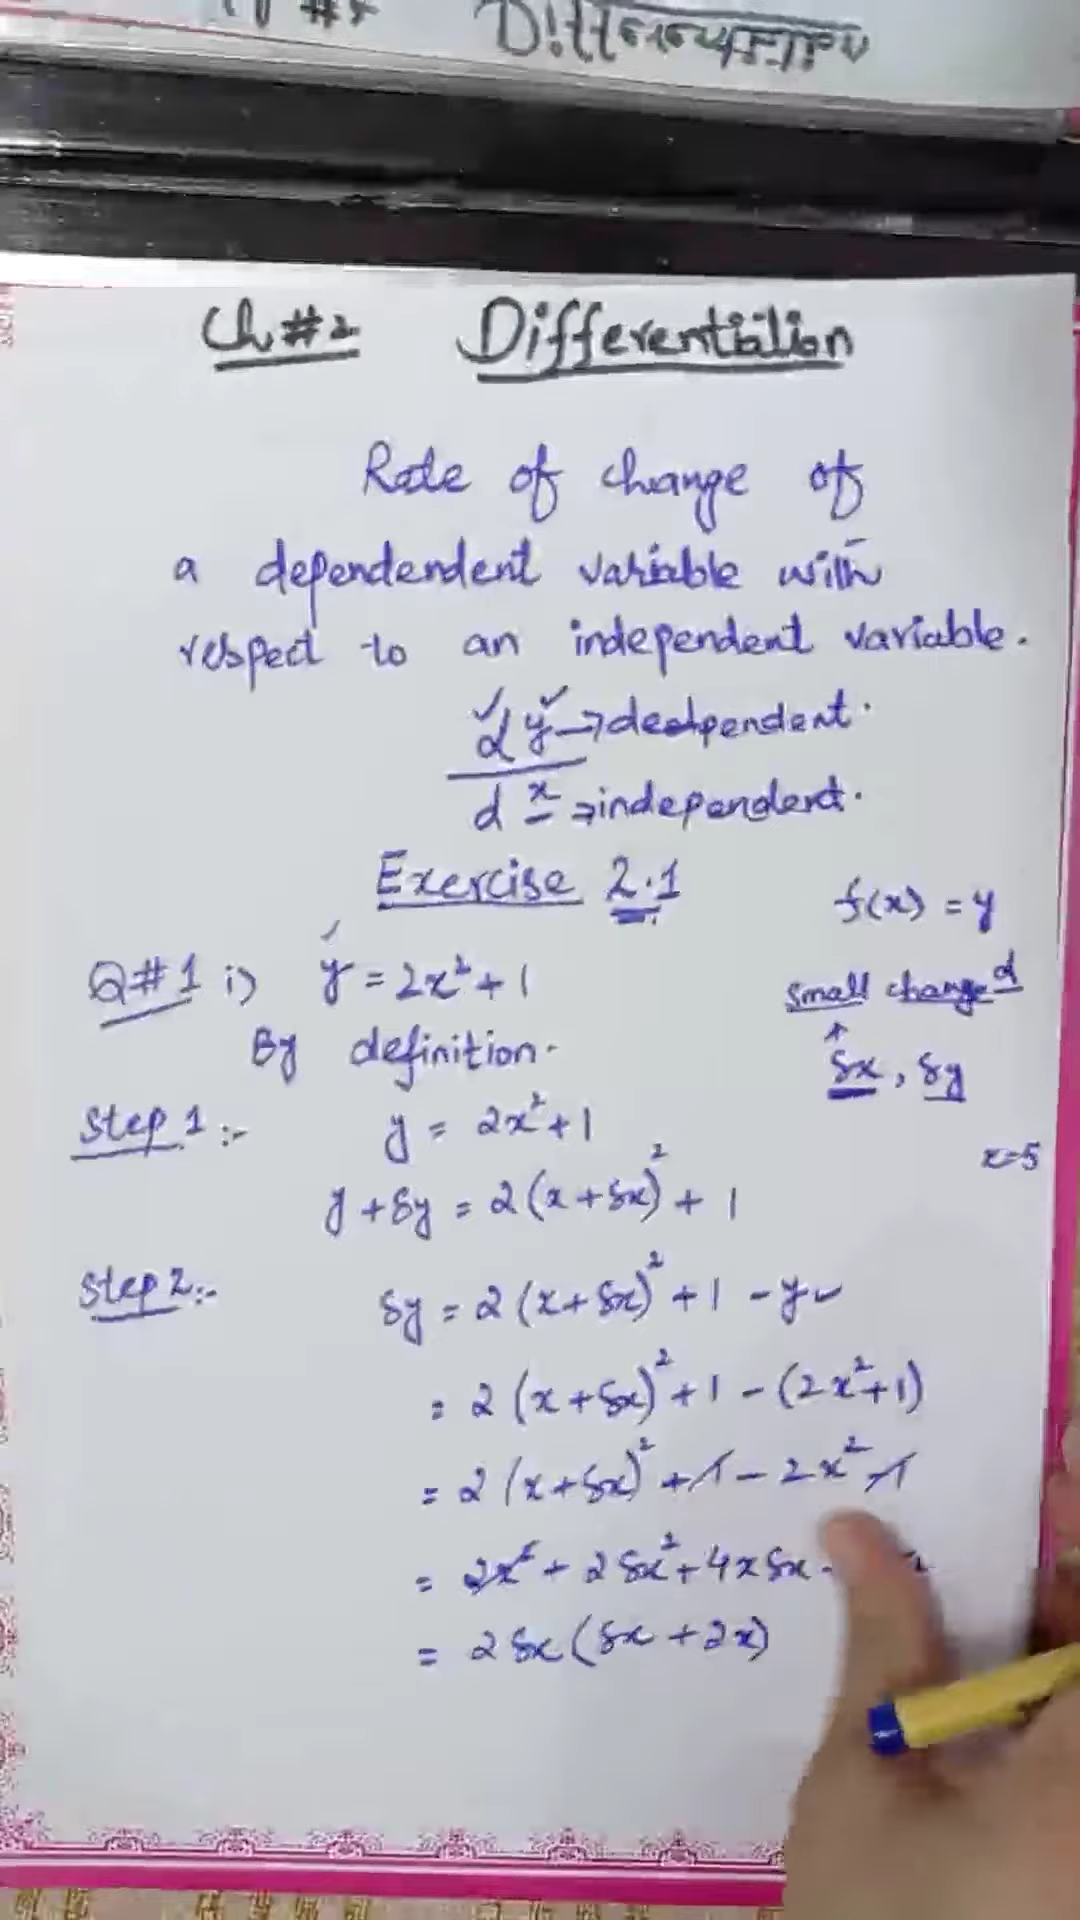 Ch #2 Differentiation
Rate of change of
a dependendent variable with
respect to an independent variable.
dy → dedpendent.
dx → independent.
Exercise 2.1
f(x) = y
Q#1 i) y = 2x² + 1
small change
By definition.
δx, δy
Step 1 :- y = 2x² + 1
x=5
y + δy = 2(x + δx)² + 1
Step 2 :- δy = 2(x + δx)² + 1 - y
= 2(x + δx)² + 1 - (2x² + 1)
= 2(x + δx)² + 1 - 2x² - 1
= 2x² + 2δx² + 4xδx -
= 2δx(δx + 2x)